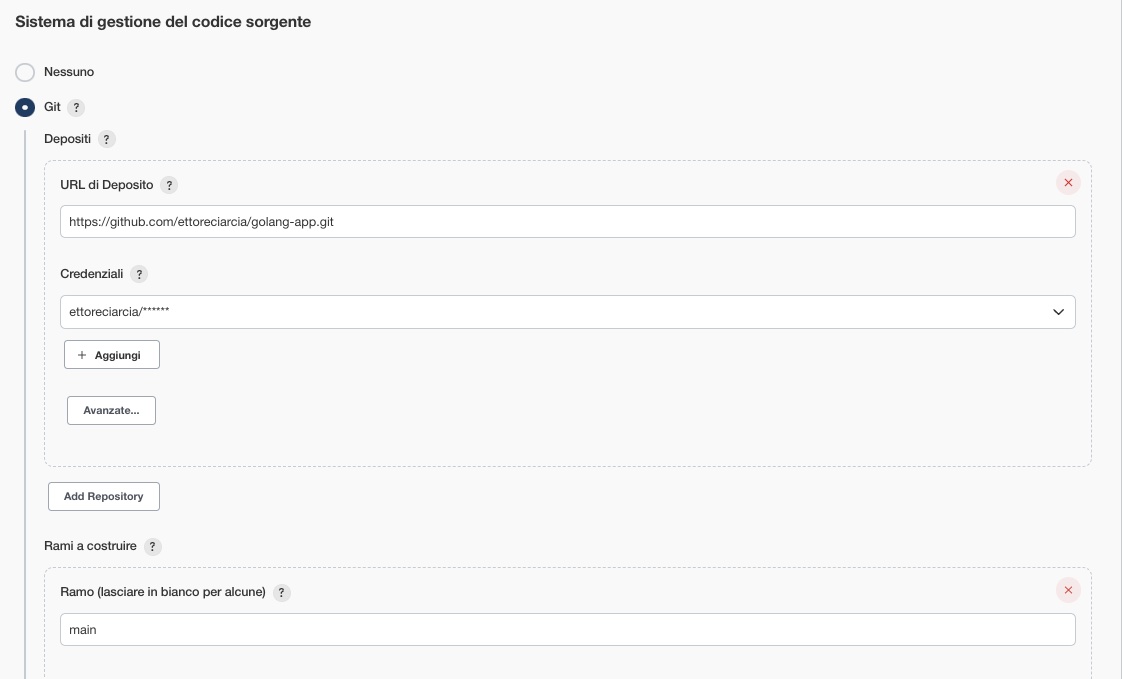 Sistema di gestione del codice sorgente
Nessuno
Git ?
Depositi ?
URL di Deposito ?
https://github.com/ettoreciarcia/golang-app.git
Credenziali ?
ettoreciarcia/******
+ Aggiungi
Avanzate...
Add Repository
Rami a costruire ?
Ramo (lasciare in bianco per alcune) ?
main